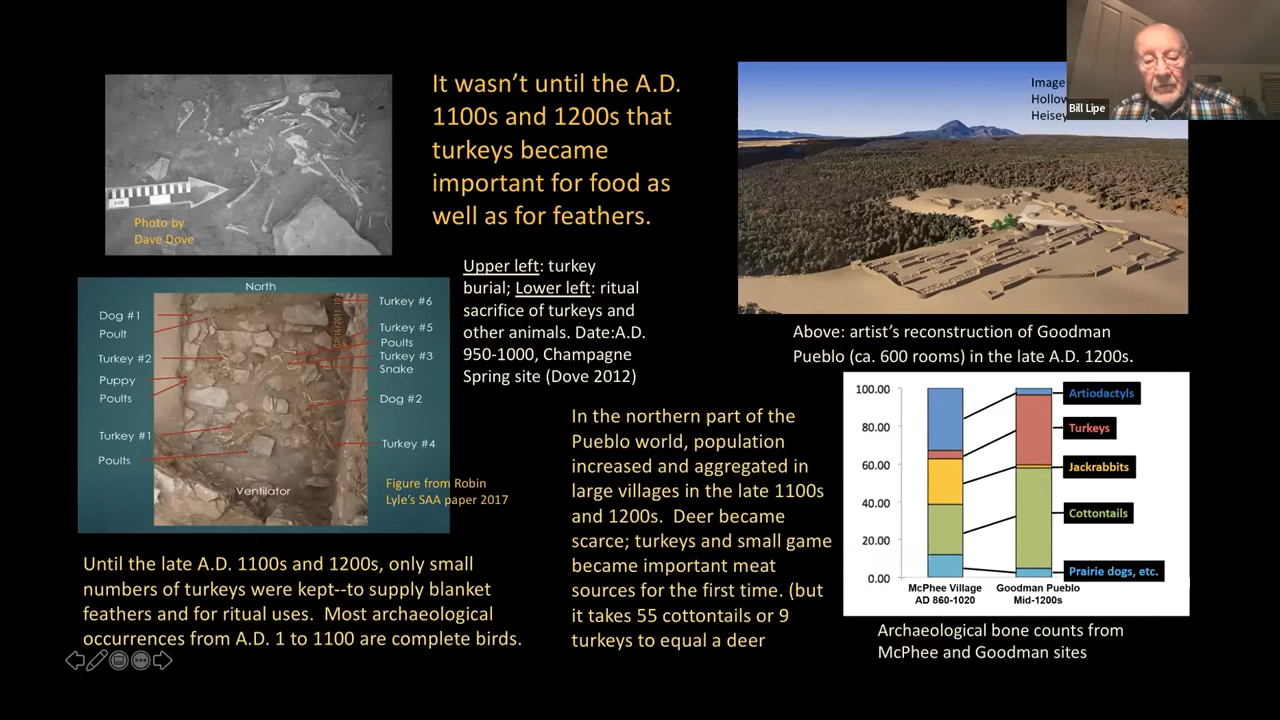 It wasn't until the A.D.
1100s and 1200s that
turkeys became
important for food as
well as for feathers.
Photo by
Dave Dove
Upper left: turkey
burial; Lower left: ritual
sacrifice of turkeys and
other animals. Date:A.D.
950-1000, Champagne
Spring site (Dove 2012)
North
Dog #1
Poult
Turkey #2
Puppy
Poults
Turkey #1
Poults
Turkey #6
Turkey #5
Poults
Turkey #3
Snake
Dog #2
Turkey #4
Ventilator
Figure from Robin
Lyle's SAA paper 2017
Until the late A.D. 1100s and 1200s, only small
numbers of turkeys were kept--to supply blanket
feathers and for ritual uses. Most archaeological
occurrences from A.D. 1 to 1100 are complete birds.
In the northern part of the
Pueblo world, population
increased and aggregated in
large villages in the late 1100s
and 1200s. Deer became
scarce; turkeys and small game
became important meat
sources for the first time. (but
it takes 55 cottontails or 9
turkeys to equal a deer
Image
Hollow
Heisey
Bill Lipe
Above: artist's reconstruction of Goodman
Pueblo (ca. 600 rooms) in the late A.D. 1200s.
100.00
80.00
60.00
40.00
20.00
0.00
Artiodactyls
Turkeys
Jackrabbits
Cottontails
Prairie dogs, etc.
McPhee Village
AD 860-1020
Goodman Pueblo
Mid-1200s
Archaeological bone counts from
McPhee and Goodman sites